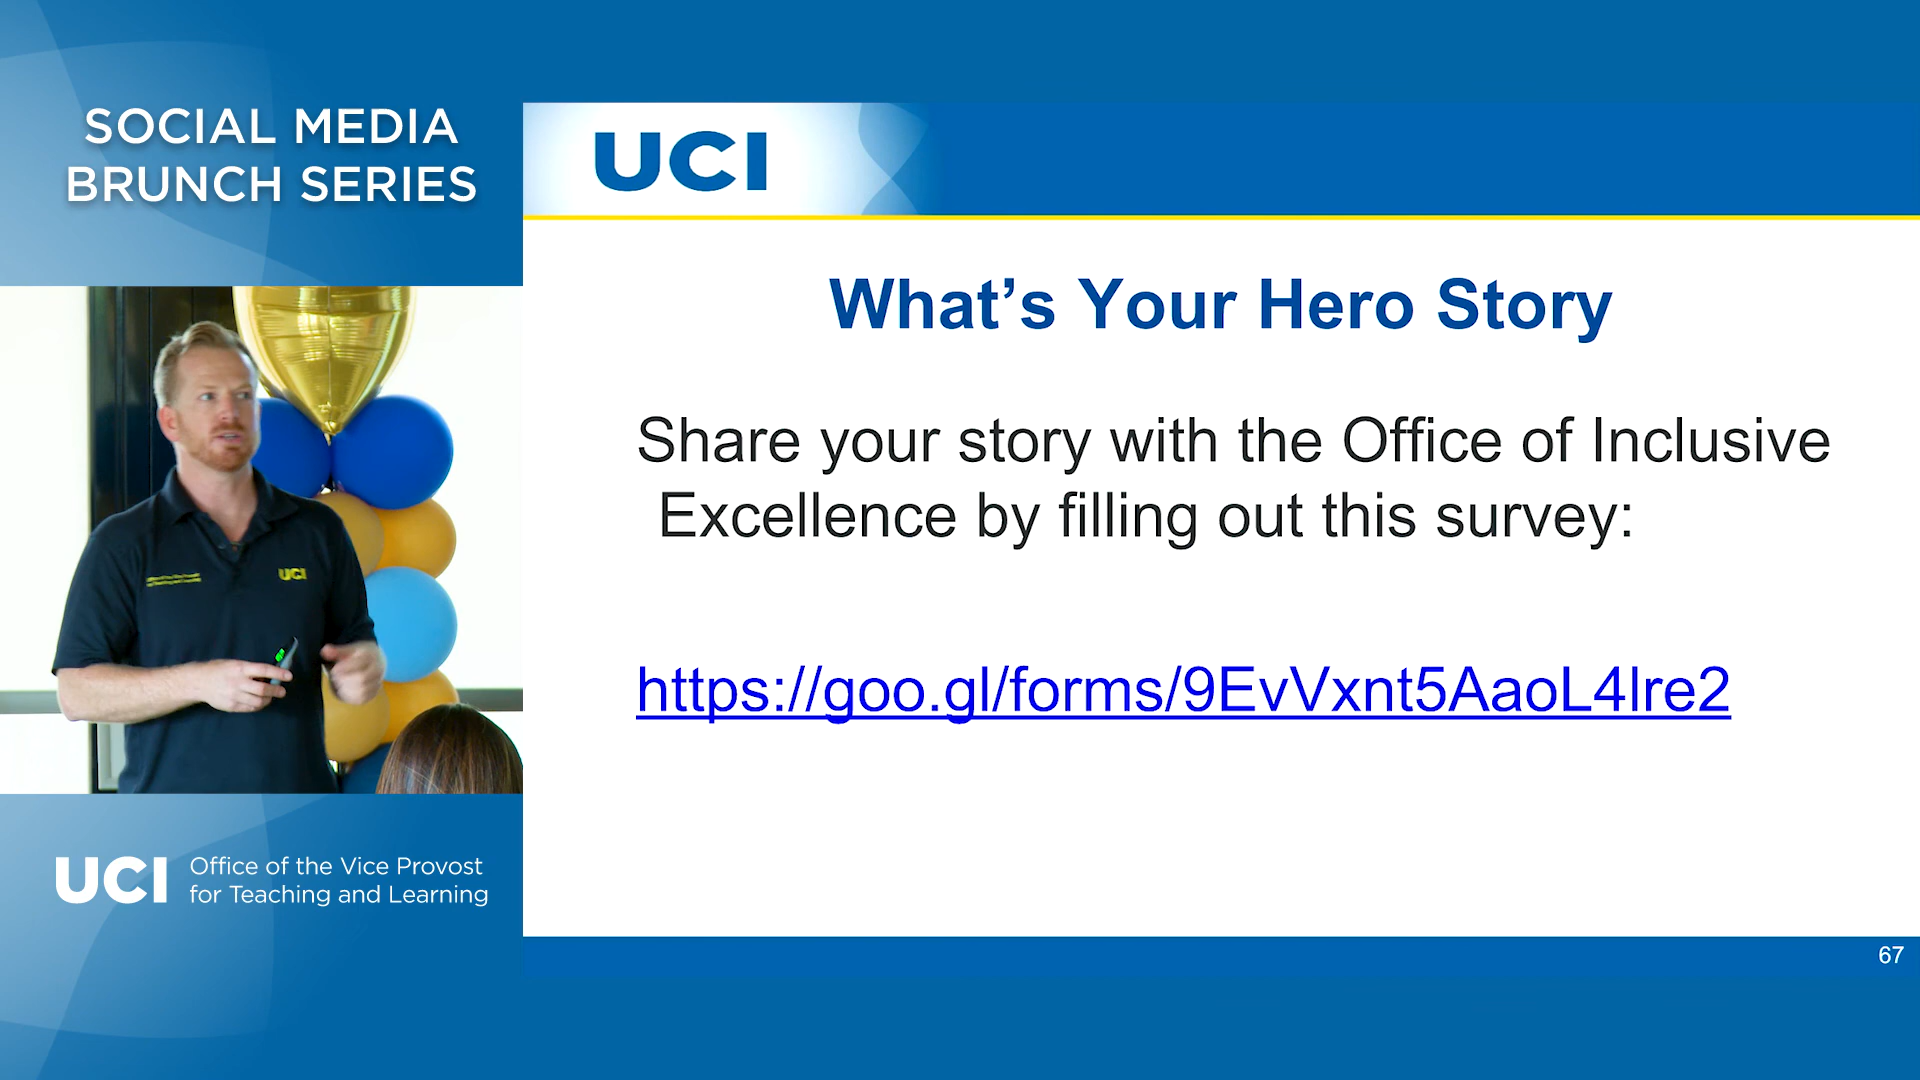 SOCIAL MEDIA
BRUNCH SERIES
UCI
What’s Your Hero Story
Share your story with the Office of Inclusive
Excellence by filling out this survey:
https://goo.gl/forms/9EvVxnt5AaoL4lre2
UCI
UCI
Office of the Vice Provost
for Teaching and Learning
67